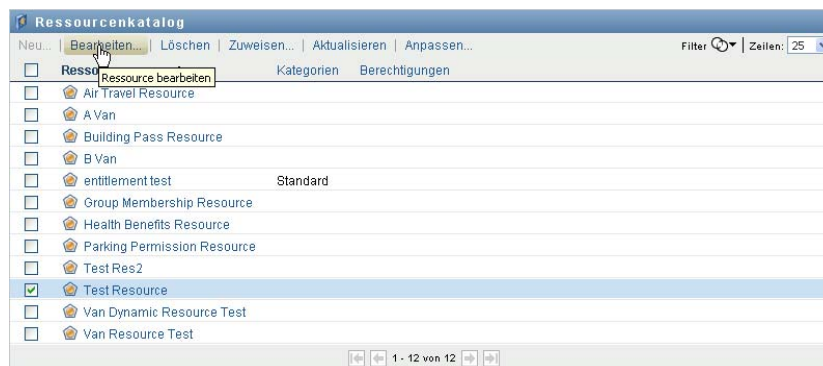 Ressourcenkatalog
Neu... | Bearbeiten... | Löschen | Zuweisen... | Aktualisieren | Anpassen... Filter | Zeilen: 25
Kategorien Berechtigungen
Ressource bearbeiten
Air Travel Resource
A Van
Building Pass Resource
B Van
entitlement test Standard
Group Membership Resource
Health Benefits Resource
Parking Permission Resource
Test Res2
Test Resource
Van Dynamic Resource Test
Van Resource Test
1 - 12 von 12